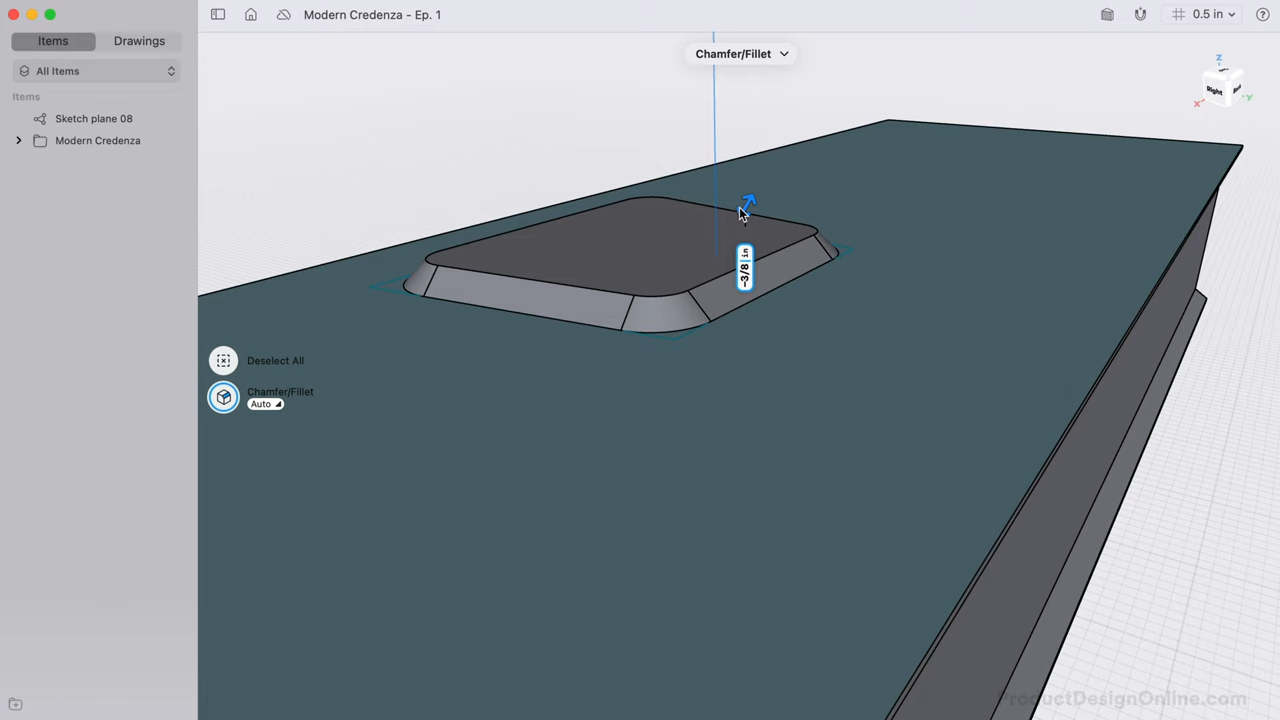 Modern Credenza - Ep. 1
0.5 in
Items
Drawings
All Items
Items
Sketch plane 08
Modern Credenza
Chamfer/Fillet
Z
Right
X
Y
-3/8 in
Deselect All
Chamfer/Fillet
Auto
ProductDesignOnline.com